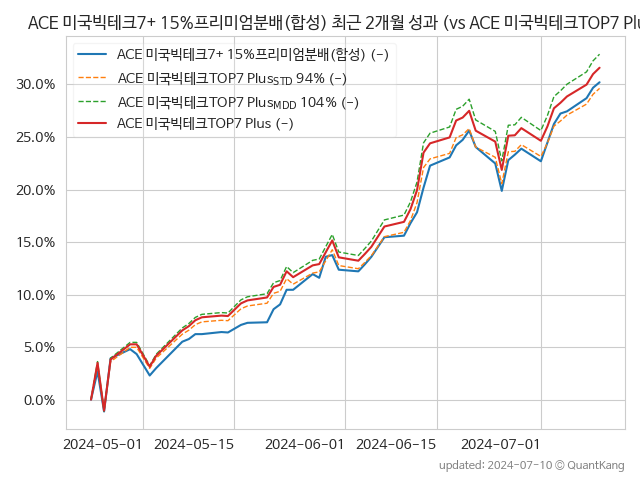 ACE 미국빅테크7+ 15%프리미엄분배(합성) 최근 2개월 성과 (vs ACE 미국빅테크TOP7 Pl
ACE 미국빅테크7+ 15%프리미엄분배(합성) (-)
ACE 미국빅테크TOP7 PlusSTD 94% (-)
ACE 미국빅테크TOP7 PlusMDD 104% (-)
ACE 미국빅테크TOP7 Plus (-)
30.0%
25.0%
20.0%
15.0%
10.0%
5.0%
0.0%
2024-05-01 2024-05-15 2024-06-01 2024-06-15 2024-07-01
updated: 2024-07-10 © QuantKang